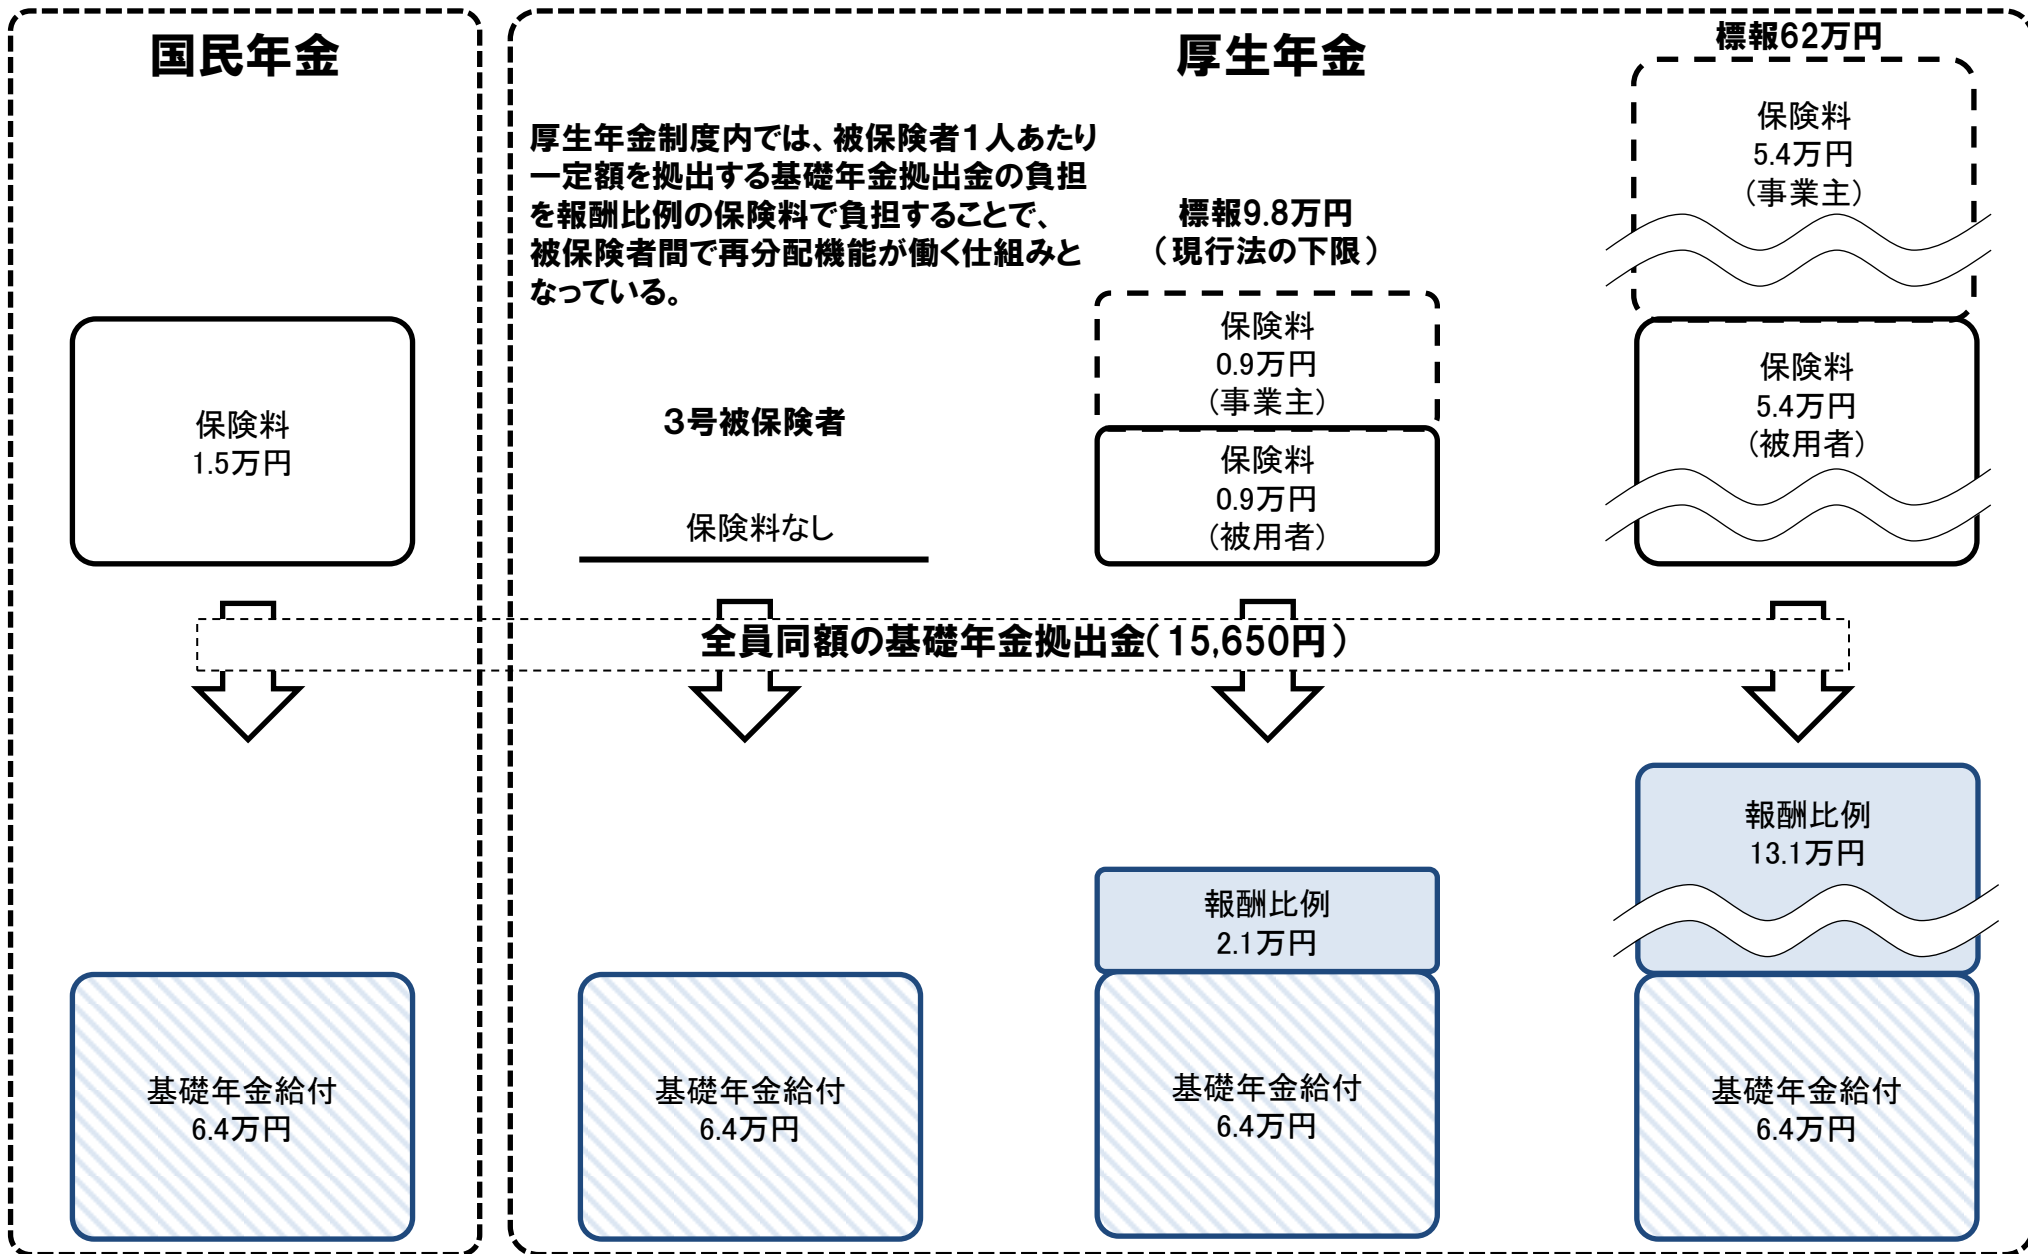 国民年金
保険料
1.5万円
基礎年金給付
6.4万円
厚生年金
厚生年金制度内では、被保険者1人あたり
一定額を拠出する基礎年金拠出金の負担
を報酬比例の保険料で負担することで、
被保険者間で再分配機能が働く仕組みと
なっている。
3号被保険者
保険料なし
標報9.8万円
（現行法の下限）
保険料
0.9万円
(事業主)
保険料
0.9万円
(被用者)
標報62万円
保険料
5.4万円
(事業主)
保険料
5.4万円
(被用者)
全員同額の基礎年金拠出金（15,650円）
基礎年金給付
6.4万円
報酬比例
2.1万円
基礎年金給付
6.4万円
報酬比例
13.1万円
基礎年金給付
6.4万円